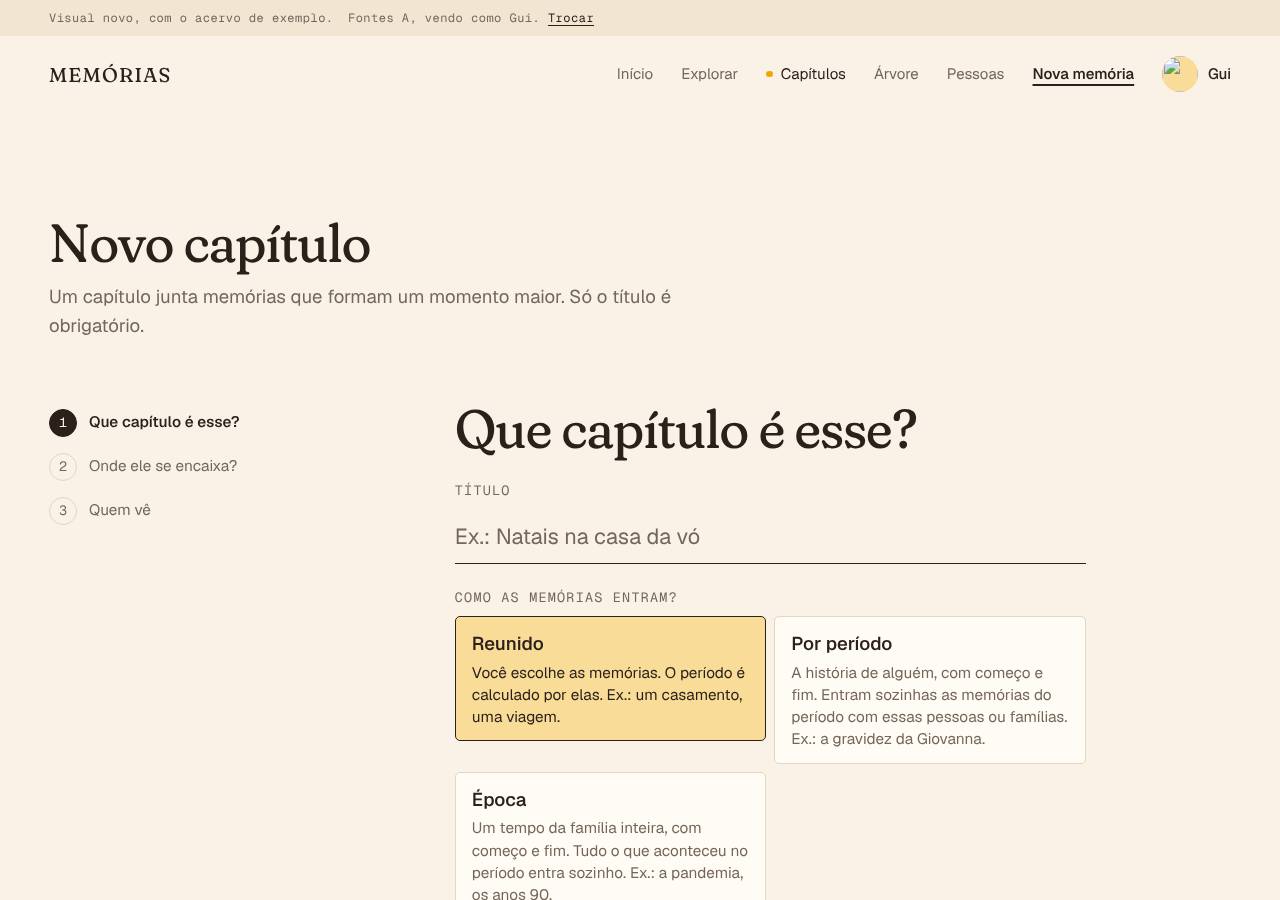 Visual novo, com o acervo de exemplo. Fontes A, vendo como Gui. Trocar
MEMÓRIAS
Início
Explorar
Capítulos
Árvore
Pessoas
Nova memória
Gui
Novo capítulo
Um capítulo junta memórias que formam um momento maior. Só o título é
obrigatório.
1 Que capítulo é esse?
2 Onde ele se encaixa?
3 Quem vê
Que capítulo é esse?
TÍTULO
Ex.: Natais na casa da vó
COMO AS MEMÓRIAS ENTRAM?
Reunido
Você escolhe as memórias. O período é
calculado por elas. Ex.: um casamento,
uma viagem.
Por período
A história de alguém, com começo e
fim. Entram sozinhas as memórias do
período com essas pessoas ou famílias.
Ex.: a gravidez da Giovanna.
Época
Um tempo da família inteira, com
começo e fim. Tudo o que aconteceu no
período entra sozinho. Ex.: a pandemia,
os anos 90.